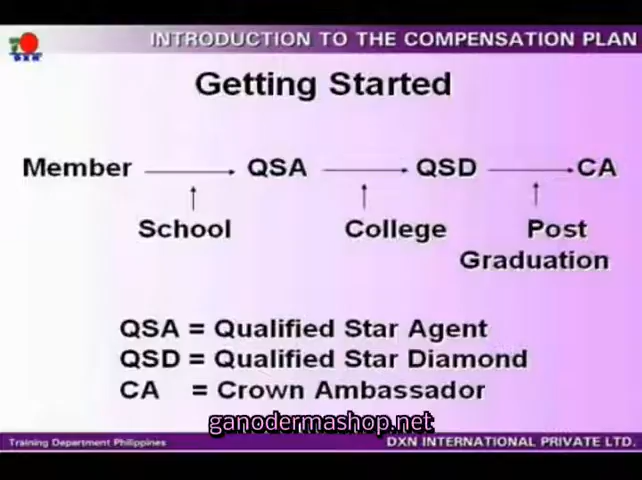 DXN
INTRODUCTION TO THE COMPENSATION PLAN
Getting Started
Member QSA QSD CA
School College Post
Graduation
QSA = Qualified Star Agent
QSD = Qualified Star Diamond
CA = Crown Ambassador
ganodermashop.net
Training Department Philippines DXN INTERNATIONAL PRIVATE LTD.